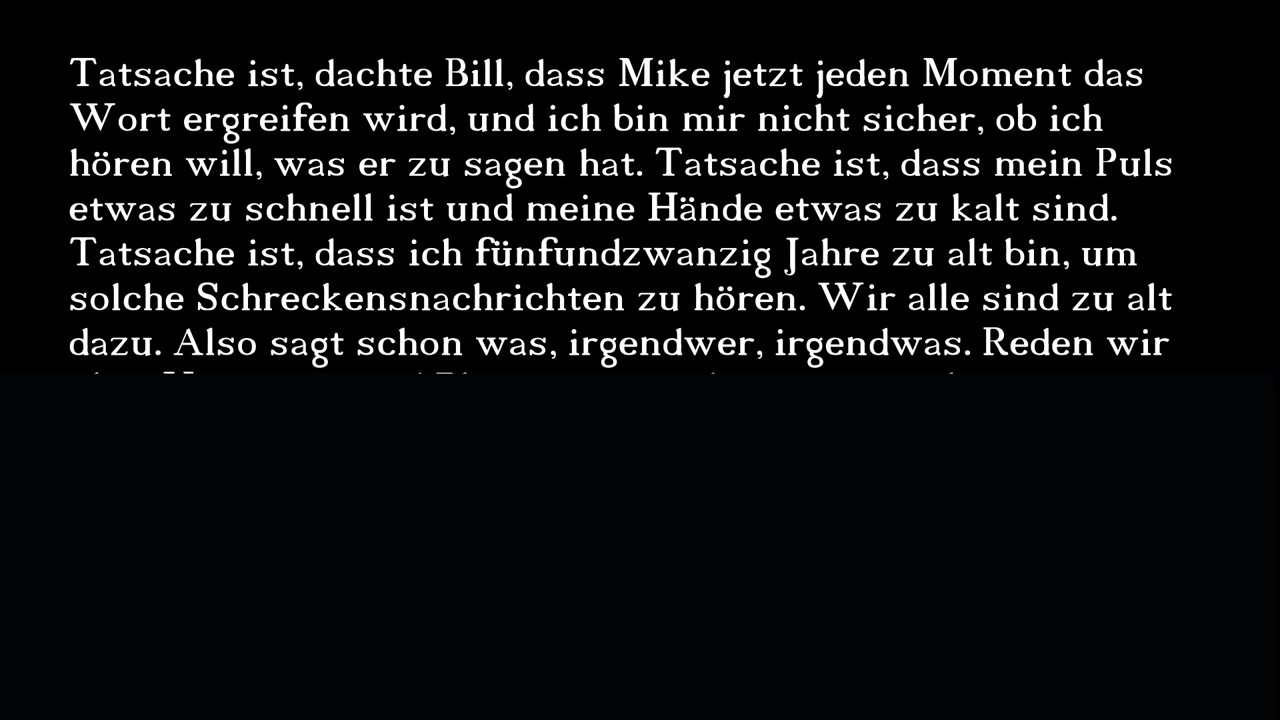 Tatsache ist, dachte Bill, dass Mike jetzt jeden Moment das
Wort ergreifen wird, und ich bin mir nicht sicher, ob ich
hören will, was er zu sagen hat. Tatsache ist, dass mein Puls
etwas zu schnell ist und meine Hände etwas zu kalt sind.
Tatsache ist, dass ich fünfundzwanzig Jahre zu alt bin, um
solche Schreckensnachrichten zu hören. Wir alle sind zu alt
dazu. Also sagt schon was, irgendwer, irgendwas. Reden wir